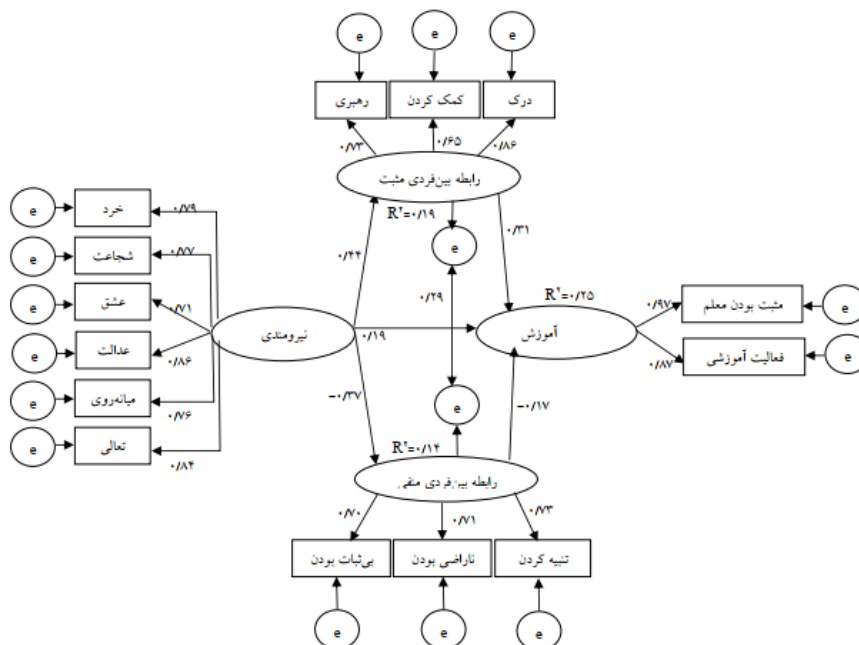 e
e
e
رهبری
کمک کردن
درک
۰/۷۳
۰/۶۵
۰/۸۶
رابطه بین‌فردی مثبت
R۲=۰/۱۹
e
خرد
۰/۷۹
e
e
شجاعت
۰/۷۷
۰/۴۴
۰/۳۱
e
عشق
۰/۷۱
۰/۲۹
R۲=۰/۲۵
۰/۹۷
مثبت بودن معلم
e
نیرومندی
۰/۱۹
آموزش
e
عدالت
۰/۸۶
۰/۸۷
فعالیت آموزشی
e
e
میانه‌روی
۰/۷۶
−۰/۳۷
e
−۰/۱۷
e
تعالی
۰/۸۴
R۲=۰/۱۴
رابطه بین‌فردی منفی
۰/۷۰
۰/۷۱
۰/۷۳
بی‌ثبات بودن
ناراضی بودن
تنبیه کردن
e
e
e